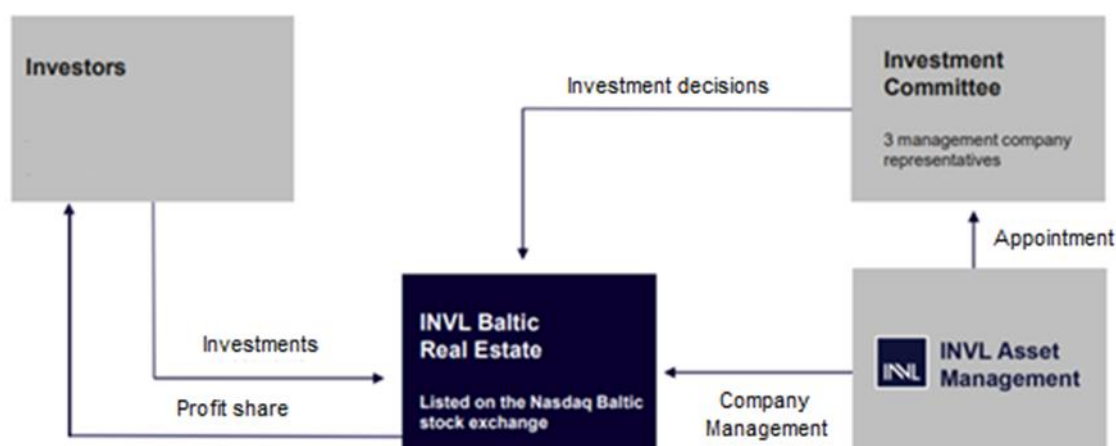 Investors
Investment decisions
Investment
Committee
3 management company
representatives
Appointment
Investments
Profit share
INVL Baltic
Real Estate
Listed on the Nasdaq Baltic
stock exchange
Company
Management
INVL
INVL Asset
Management